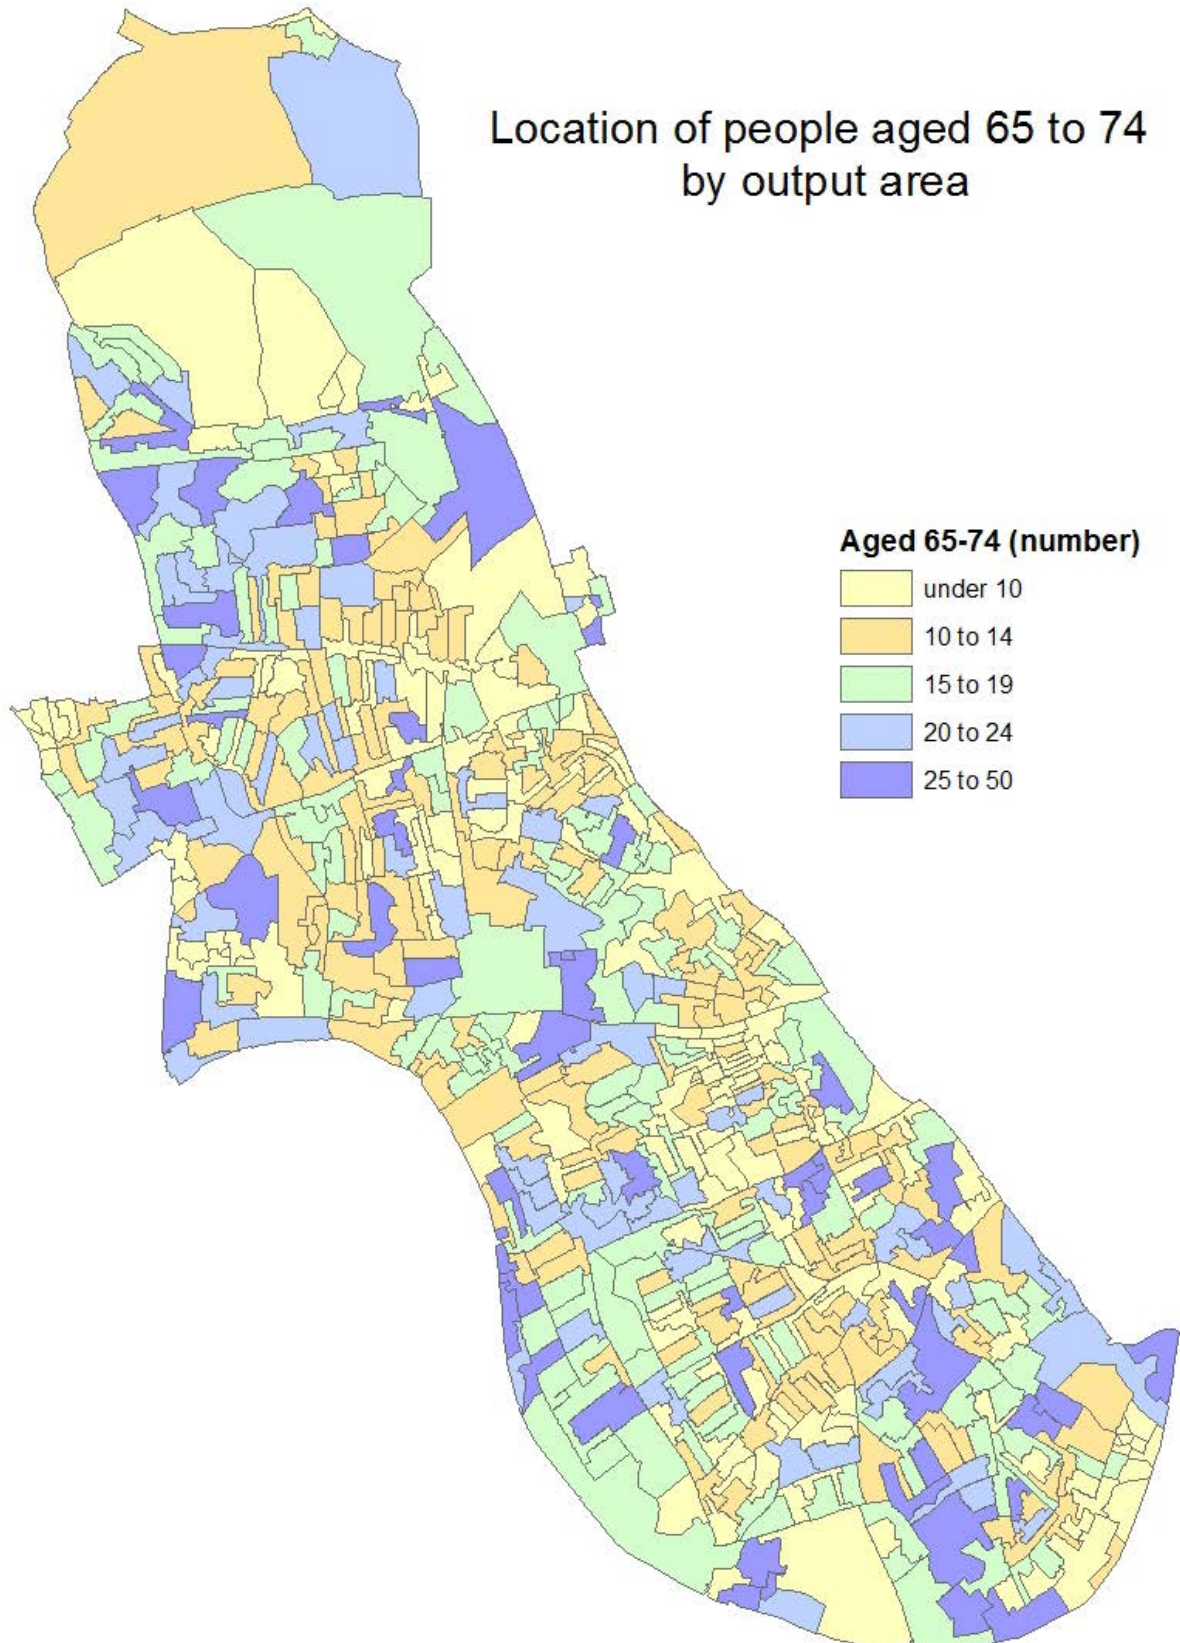 Location of people aged 65 to 74
by output area
Aged 65-74 (number)
under 10
10 to 14
15 to 19
20 to 24
25 to 50